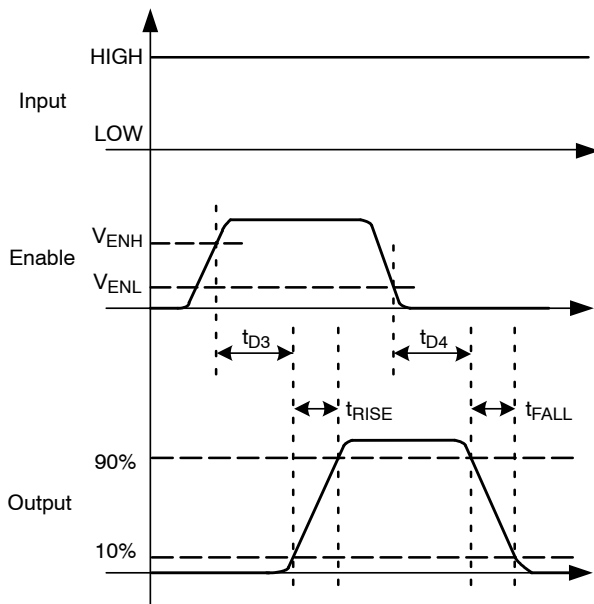 HIGH
Input
LOW
VENH
Enable
VENL
tD3
tD4
tRISE
tFALL
90%
Output
10%